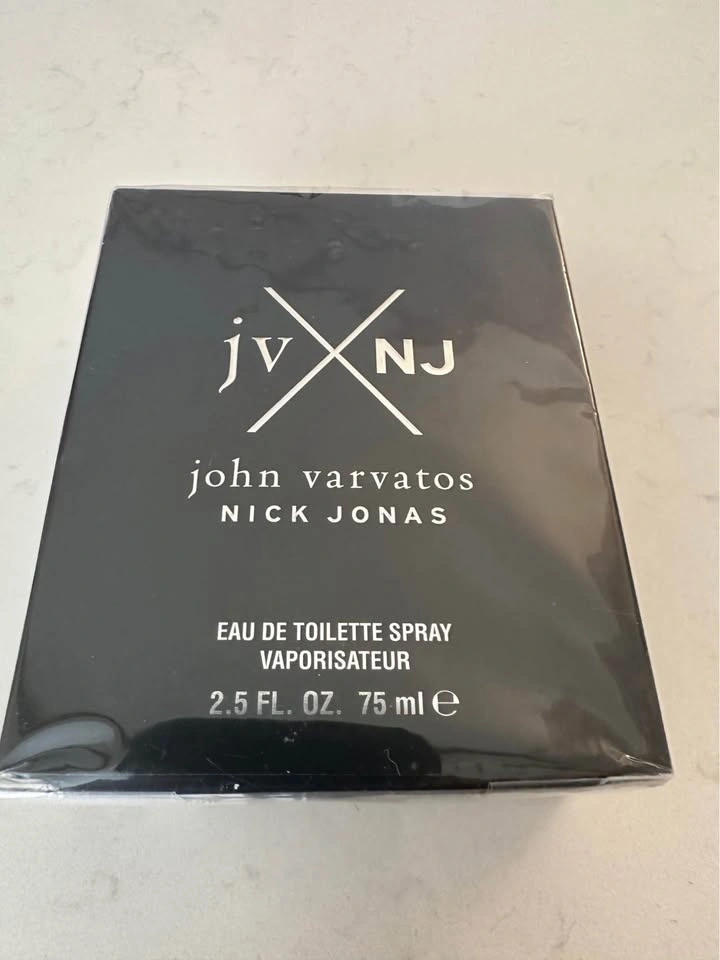 jv X NJ
john varvatos
NICK JONAS
EAU DE TOILETTE SPRAY
VAPORISATEUR
2.5 FL. OZ. 75 ml ℮